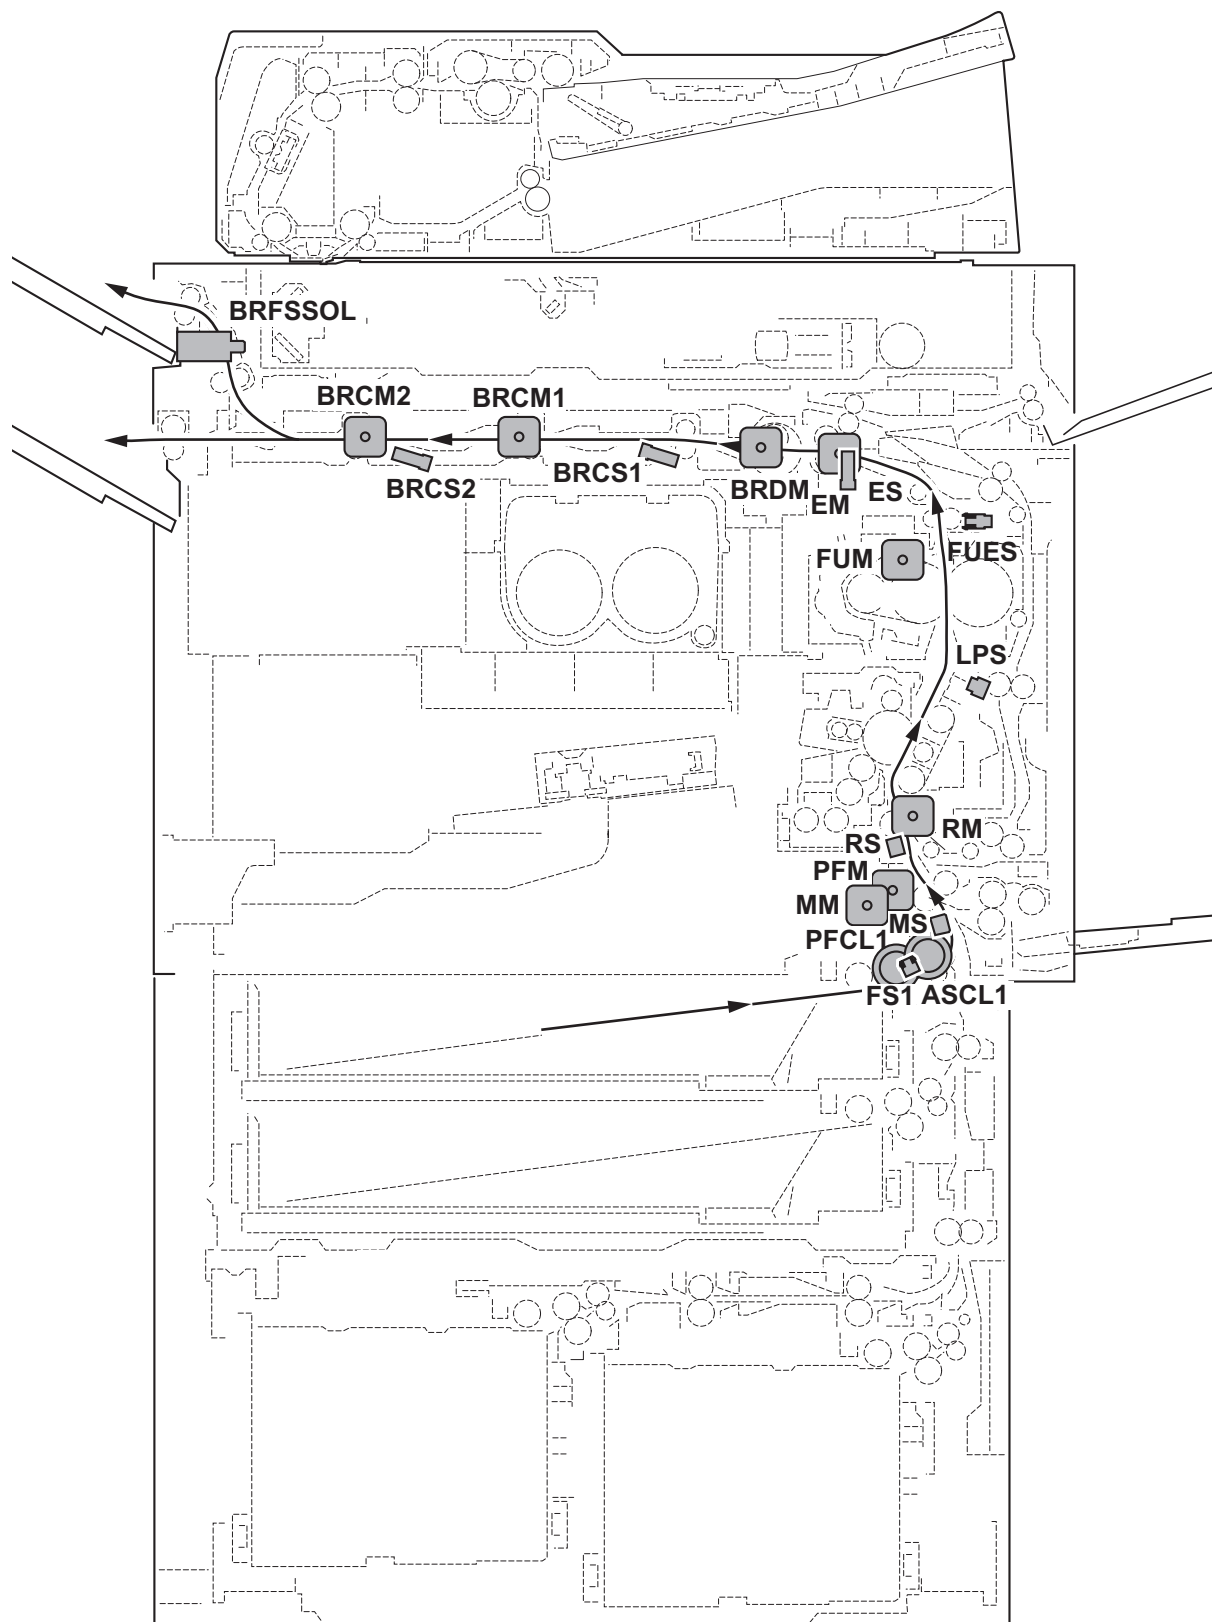 BRFSSOL
BRCM2
BRCM1
BRCS2
BRCS1
BRDM
EM
ES
FUM
FUES
LPS
RM
RS
PFM
MM
MS
PFCL1
FS1
ASCL1